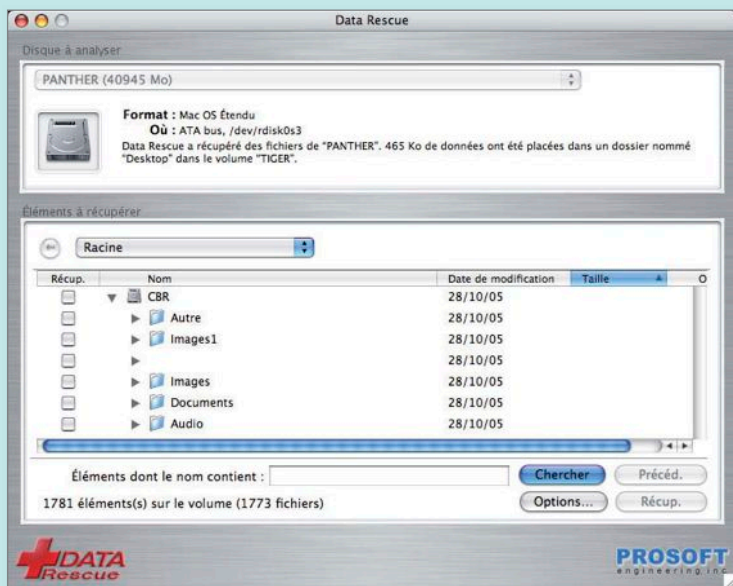 Data Rescue
Disque à analyser
PANTHER (40945 Mo)
Format : Mac OS Étendu
Où : ATA bus, /dev/rdisk0s3
Data Rescue a récupéré des fichiers de "PANTHER". 465 Ko de données ont été placées dans un dossier nommé
"Desktop" dans le volume "TIGER".
Éléments à récupérer
Racine
Récup. Nom Date de modification Taille O
CBR 28/10/05
Autre 28/10/05
Images1 28/10/05
28/10/05
Images 28/10/05
Documents 28/10/05
Audio 28/10/05
Éléments dont le nom contient : Chercher Précéd.
1781 éléments(s) sur le volume (1773 fichiers) Options... Récup.
DATA
Rescue
PROSOFT
engineering, inc